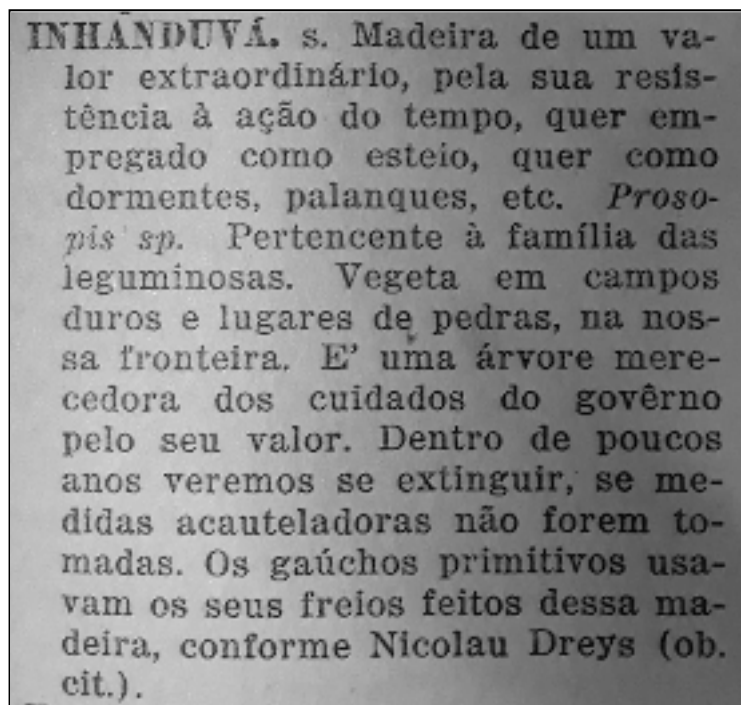 INHANDUVÁ. s. Madeira de um va-
lor extraordinário, pela sua resis-
tência à ação do tempo, quer em-
pregado como esteio, quer como
dormentes, palanques, etc. Proso-
pis sp. Pertencente à família das
leguminosas. Vegeta em campos
duros e lugares de pedras, na nos-
sa fronteira. E' uma árvore mere-
cedora dos cuidados do govêrno
pelo seu valor. Dentro de poucos
anos veremos se extinguir, se me-
didas acauteladoras não forem to-
madas. Os gaúchos primitivos usa-
vam os seus freios feitos dessa ma-
deira, conforme Nicolau Dreys (ob.
cit.).